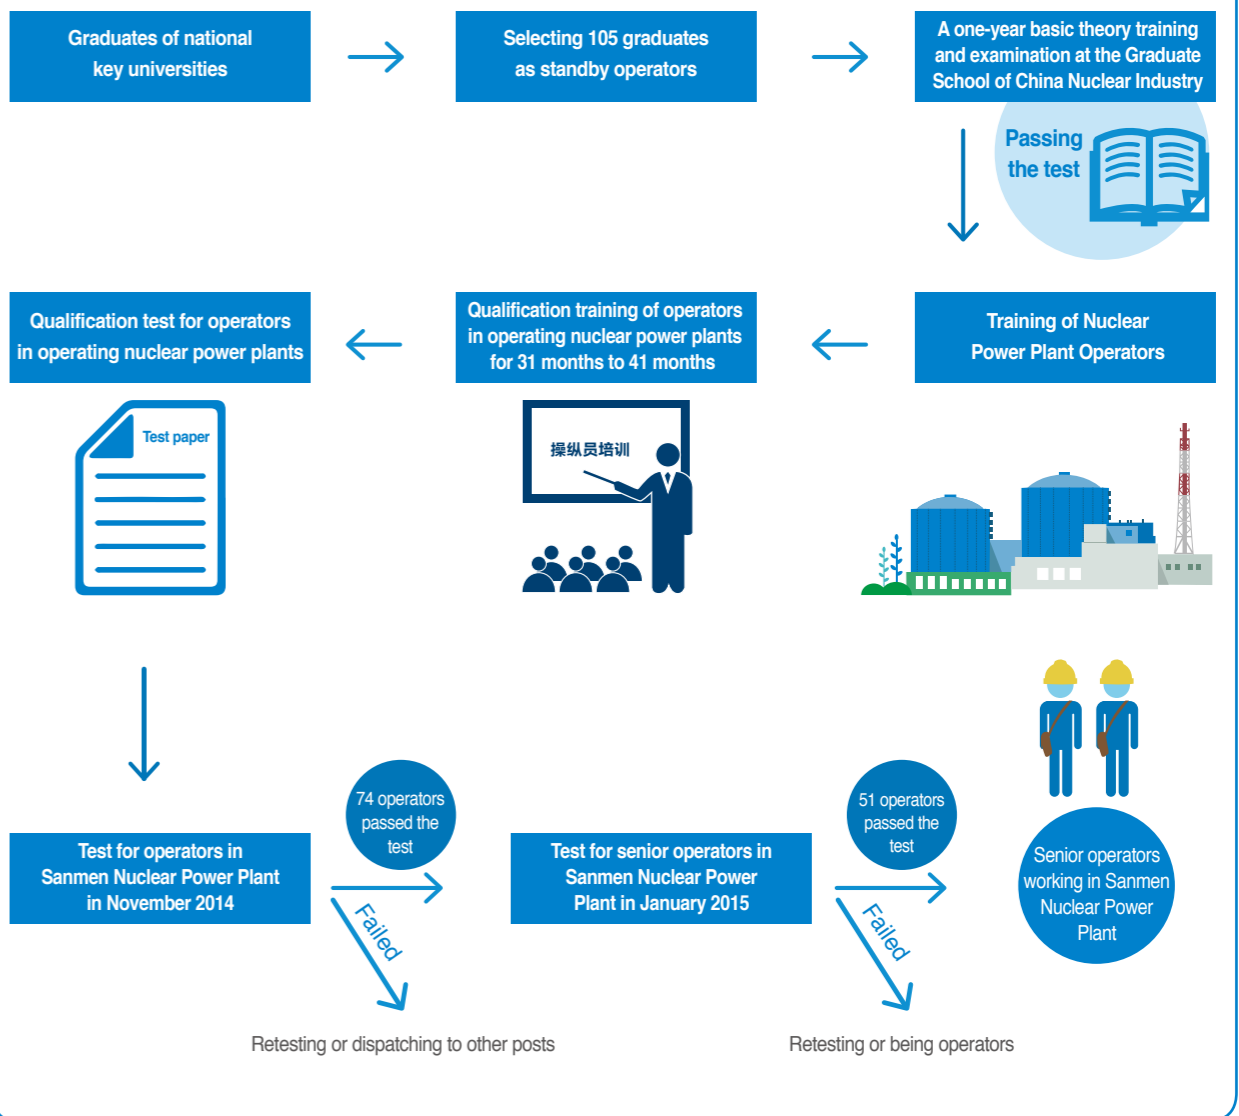 Graduates of national
key universities
Selecting 105 graduates
as standby operators
A one-year basic theory training
and examination at the Graduate
School of China Nuclear Industry
Passing
the test
Training of Nuclear
Power Plant Operators
Qualification training of operators
in operating nuclear power plants
for 31 months to 41 months
Qualification test for operators
in operating nuclear power plants
Test paper
操纵员培训
Test for operators in
Sanmen Nuclear Power Plant
in November 2014
74 operators
passed the
test
Failed
Retesting or dispatching to other posts
Test for senior operators in
Sanmen Nuclear Power
Plant in January 2015
51 operators
passed the
test
Failed
Retesting or being operators
Senior operators
working in Sanmen
Nuclear Power
Plant